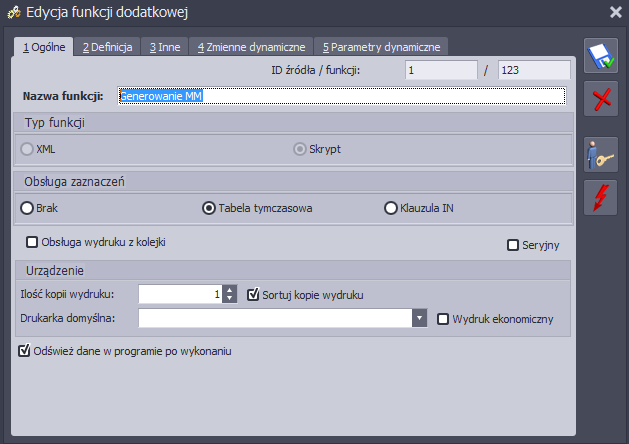 Edycja funkcji dodatkowej
1 Ogólne 2 Definicja 3 Inne 4 Zmienne dynamiczne 5 Parametry dynamiczne
ID źródła / funkcji: 1 / 123
Nazwa funkcji: Generowanie MM
Typ funkcji
XML Skrypt
Obsługa zaznaczeń
Brak Tabela tymczasowa Klauzula IN
Obsługa wydruku z kolejki Seryjny
Urządzenie
Ilość kopii wydruku: 1 Sortuj kopie wydruku
Drukarka domyślna: Wydruk ekonomiczny
Odśwież dane w programie po wykonaniu